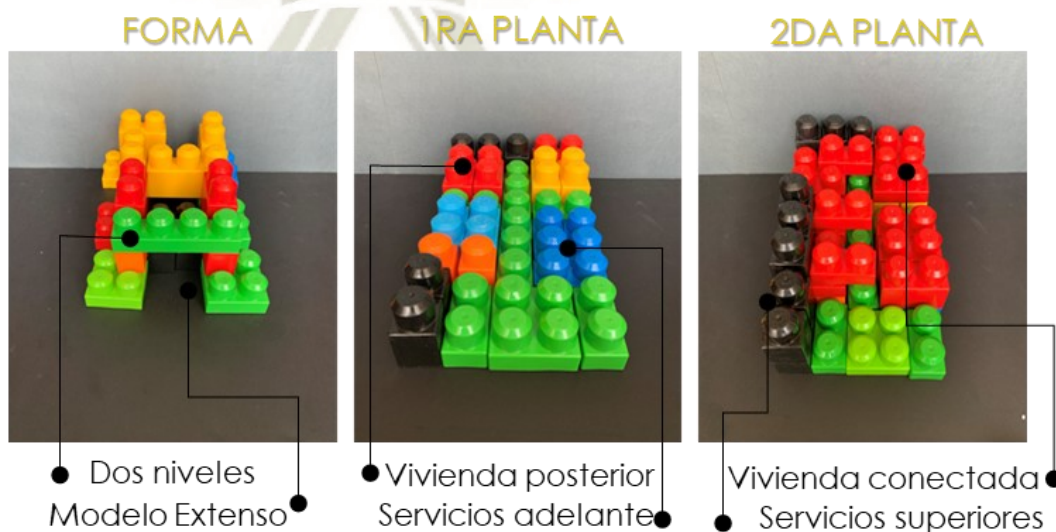 FORMA
1RA PLANTA
2DA PLANTA
Dos niveles
Modelo Extenso
Vivienda posterior
Servicios adelante
Vivienda conectada
Servicios superiores